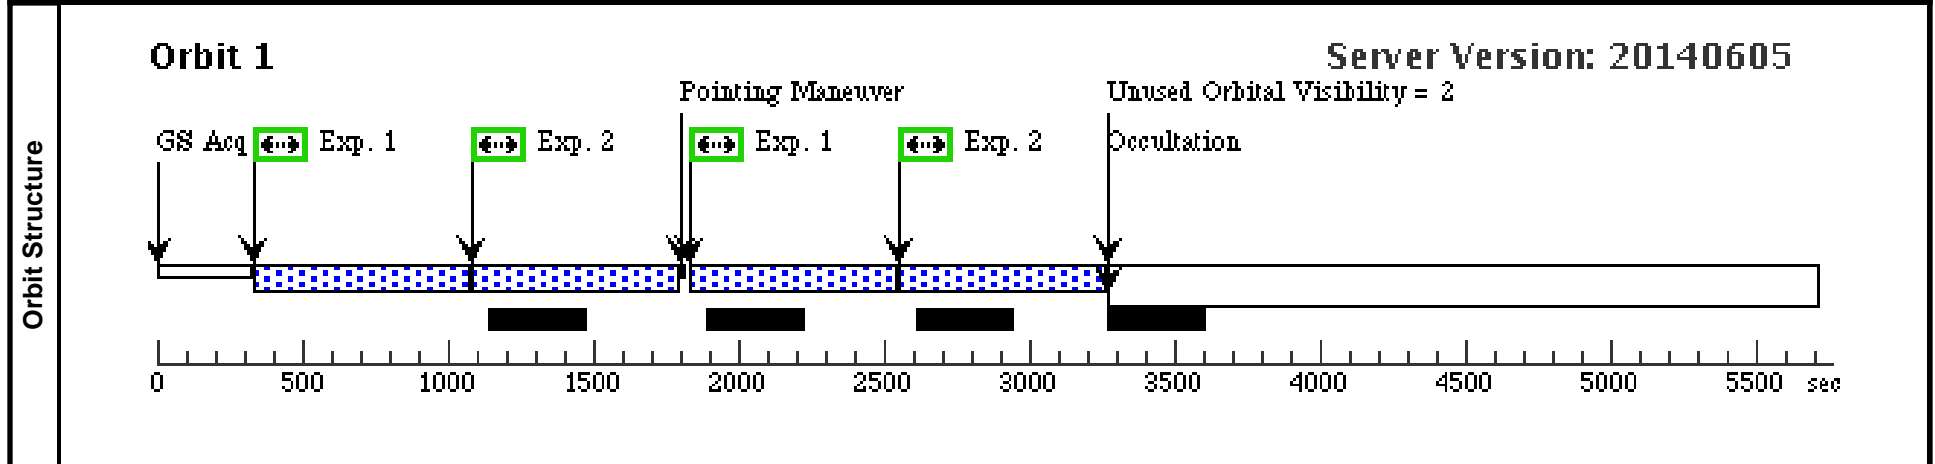 Orbit Structure
Orbit 1
Server Version: 20140605
Pointing Maneuver
Unused Orbital Visibility = 2
GS Acq
Exp. 1
Exp. 2
Exp. 1
Exp. 2
Occultation
0 500 1000 1500 2000 2500 3000 3500 4000 4500 5000 5500 sec